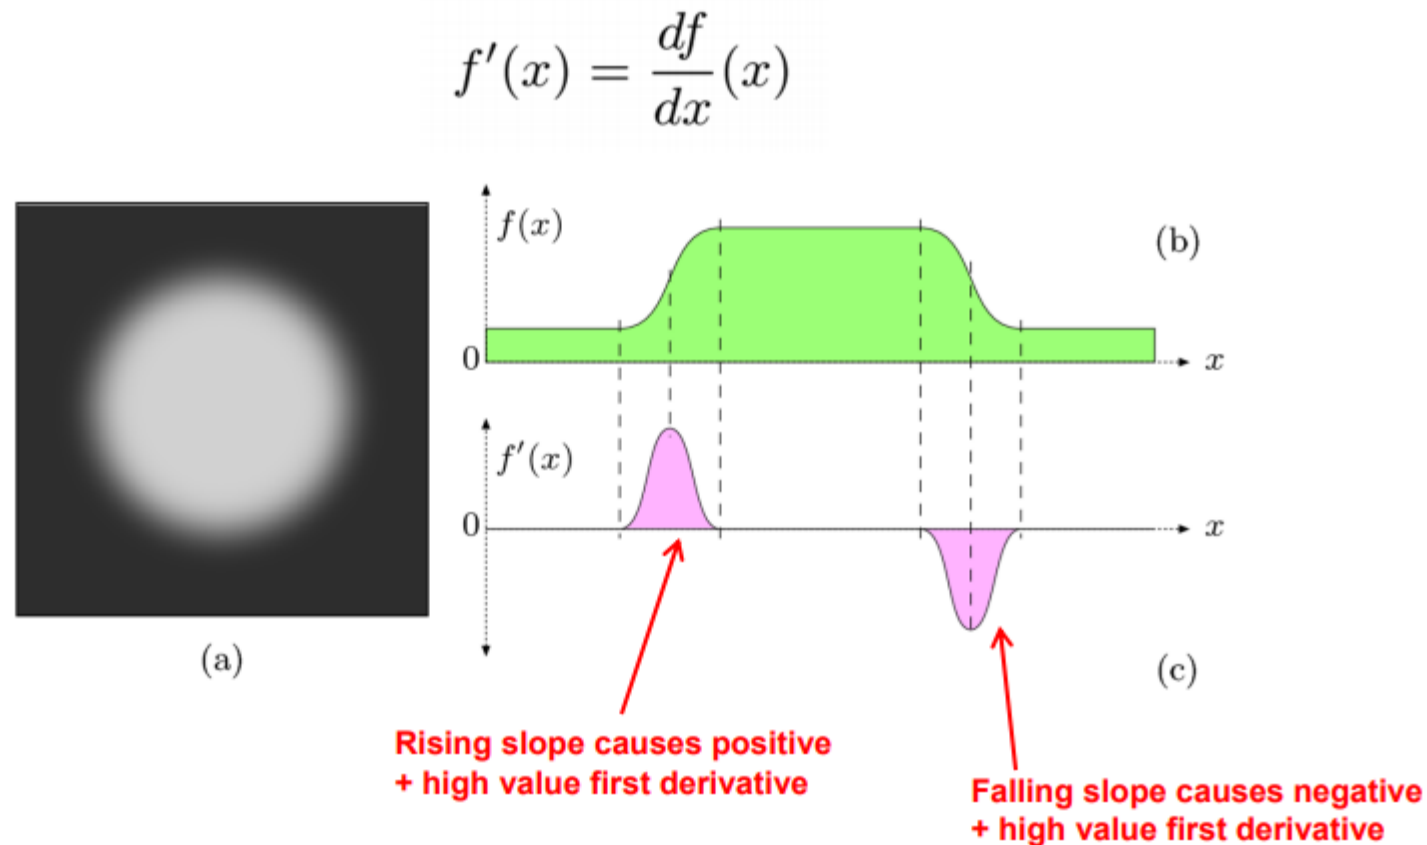 f′(x) = df/dx (x)
f(x)
(b)
0
x
f′(x)
0
x
(a)
(c)
Rising slope causes positive
+ high value first derivative
Falling slope causes negative
+ high value first derivative